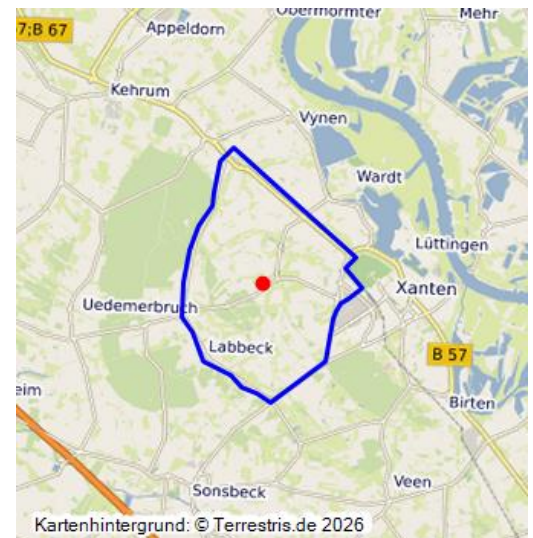 Obermörmter
Mehr
7;B 67
Appeldorn
Kehrum
Vynen
Wardt
Lüttingen
Xanten
Uedemerbruch
Labbeck
B 57
Birten
eim
Veen
Sonsbeck
Kartenhintergrund: © Terrestris.de 2026